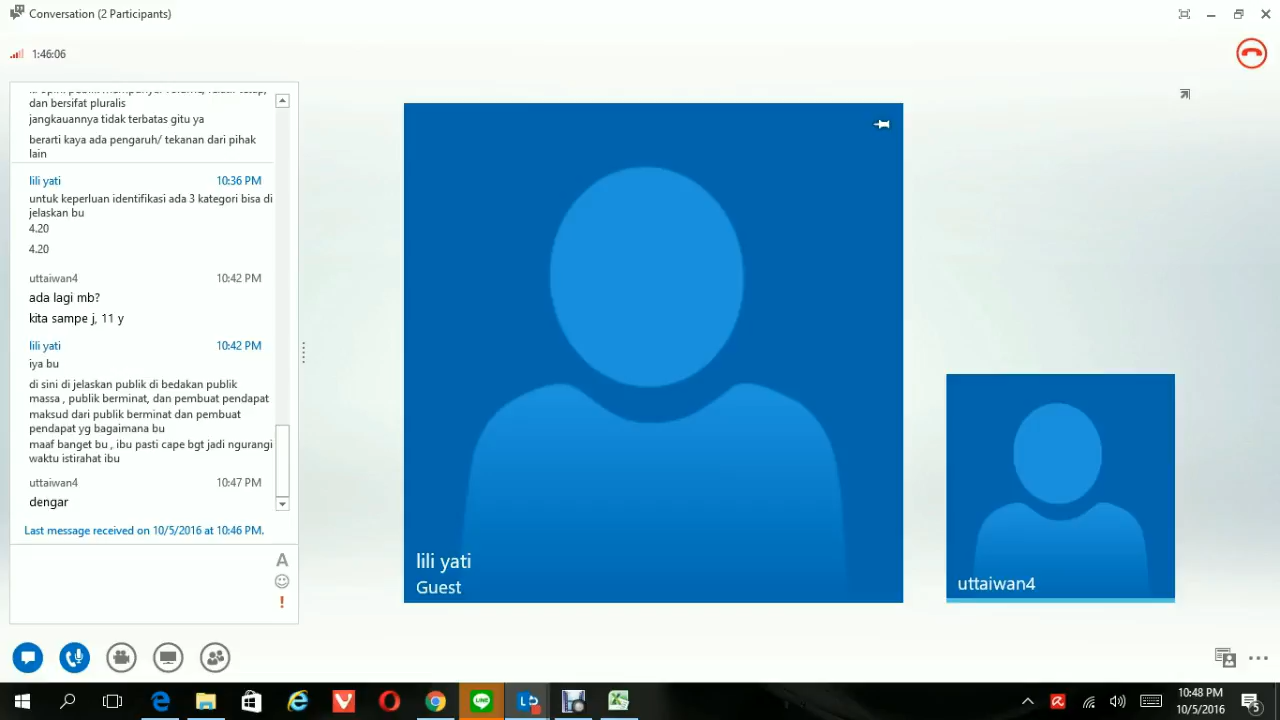 Conversation (2 Participants)
1:46:06
dan bersifat pluralis
jangkauannya tidak terbatas gitu ya
berarti kaya ada pengaruh/ tekanan dari pihak
lain
lili yati 10:36 PM
untuk keperluan identifikasi ada 3 kategori bisa di
jelaskan bu
4.20
4.20
uttaiwan4 10:42 PM
ada lagi mb?
kita sampe j, 11 y
lili yati 10:42 PM
iya bu
di sini di jelaskan publik di bedakan publik
massa , publik berminat, dan pembuat pendapat
maksud dari publik berminat dan pembuat
pendapat yg bagaimana bu
maaf banget bu , ibu pasti cape bgt jadi ngurangi
waktu istirahat ibu
uttaiwan4 10:47 PM
dengar
Last message received on 10/5/2016 at 10:46 PM.
A
!
lili yati
Guest
uttaiwan4
LINE
10:48 PM
10/5/2016
5